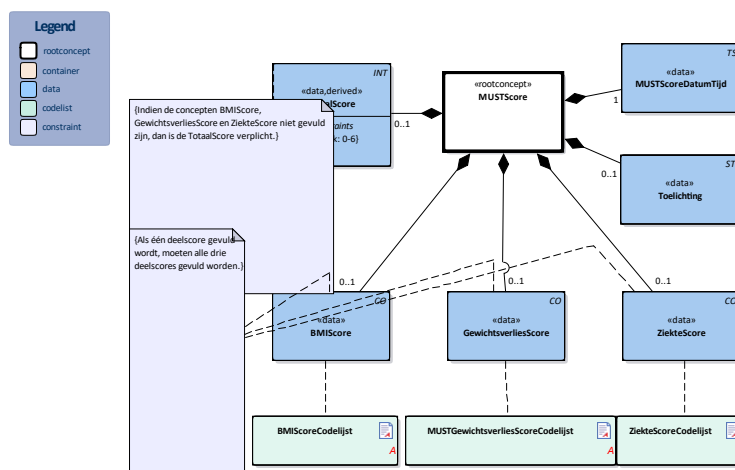 Legend
rootconcept
container
data
codelist
constraint
INT
«data,derived»
alScore
aints
k: 0-6}
0..1
{Indien de concepten BMIScore,
GewichtsverliesScore en ZiekteScore niet gevuld
zijn, dan is de TotaalScore verplicht.}
{Als één deelscore gevuld
wordt, moeten alle drie
deelscores gevuld worden.}
«rootconcept»
MUSTScore
TS
«data»
MUSTScoreDatumTijd
1
0..1
ST
«data»
Toelichting
0..1
CO
«data»
BMIScore
0..1
CO
«data»
GewichtsverliesScore
0..1
CO
«data»
ZiekteScore
BMIScoreCodelijst
A
MUSTGewichtsverliesScoreCodelijst
A
ZiekteScoreCodelijst
A